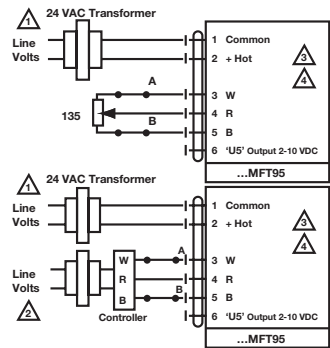 24 VAC Transformer
1
Line
Volts
1 Common
2 + Hot
3
4
A
3 W
135
4 R
B
5 B
6 'U5' Output 2-10 VDC
...MFT95
1
24 VAC Transformer
Line
Volts
1 Common
2 + Hot
3
4
Line
Volts
2
W
R
B
Controller
A
3 W
4 R
B
5 B
6 'U5' Output 2-10 VDC
...MFT95